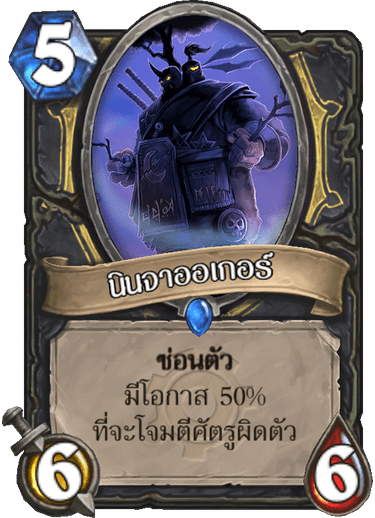 5
นินจาออเกอร์
ซ่อนตัว
มีโอกาส 50%
ที่จะโจมตีศัตรูผิดตัว
6
6